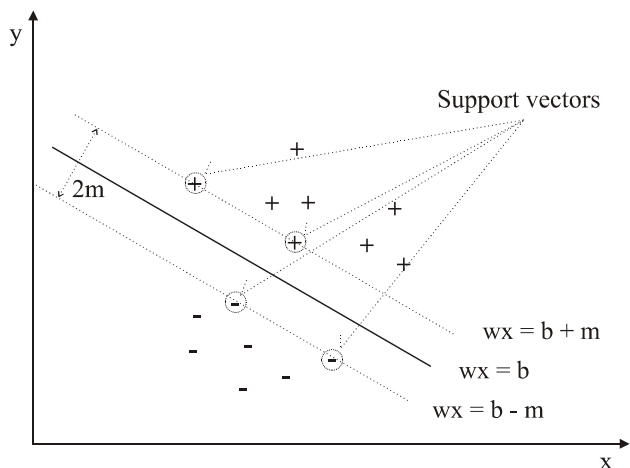 y
Support vectors
2m
wx = b + m
wx = b
wx = b - m
x